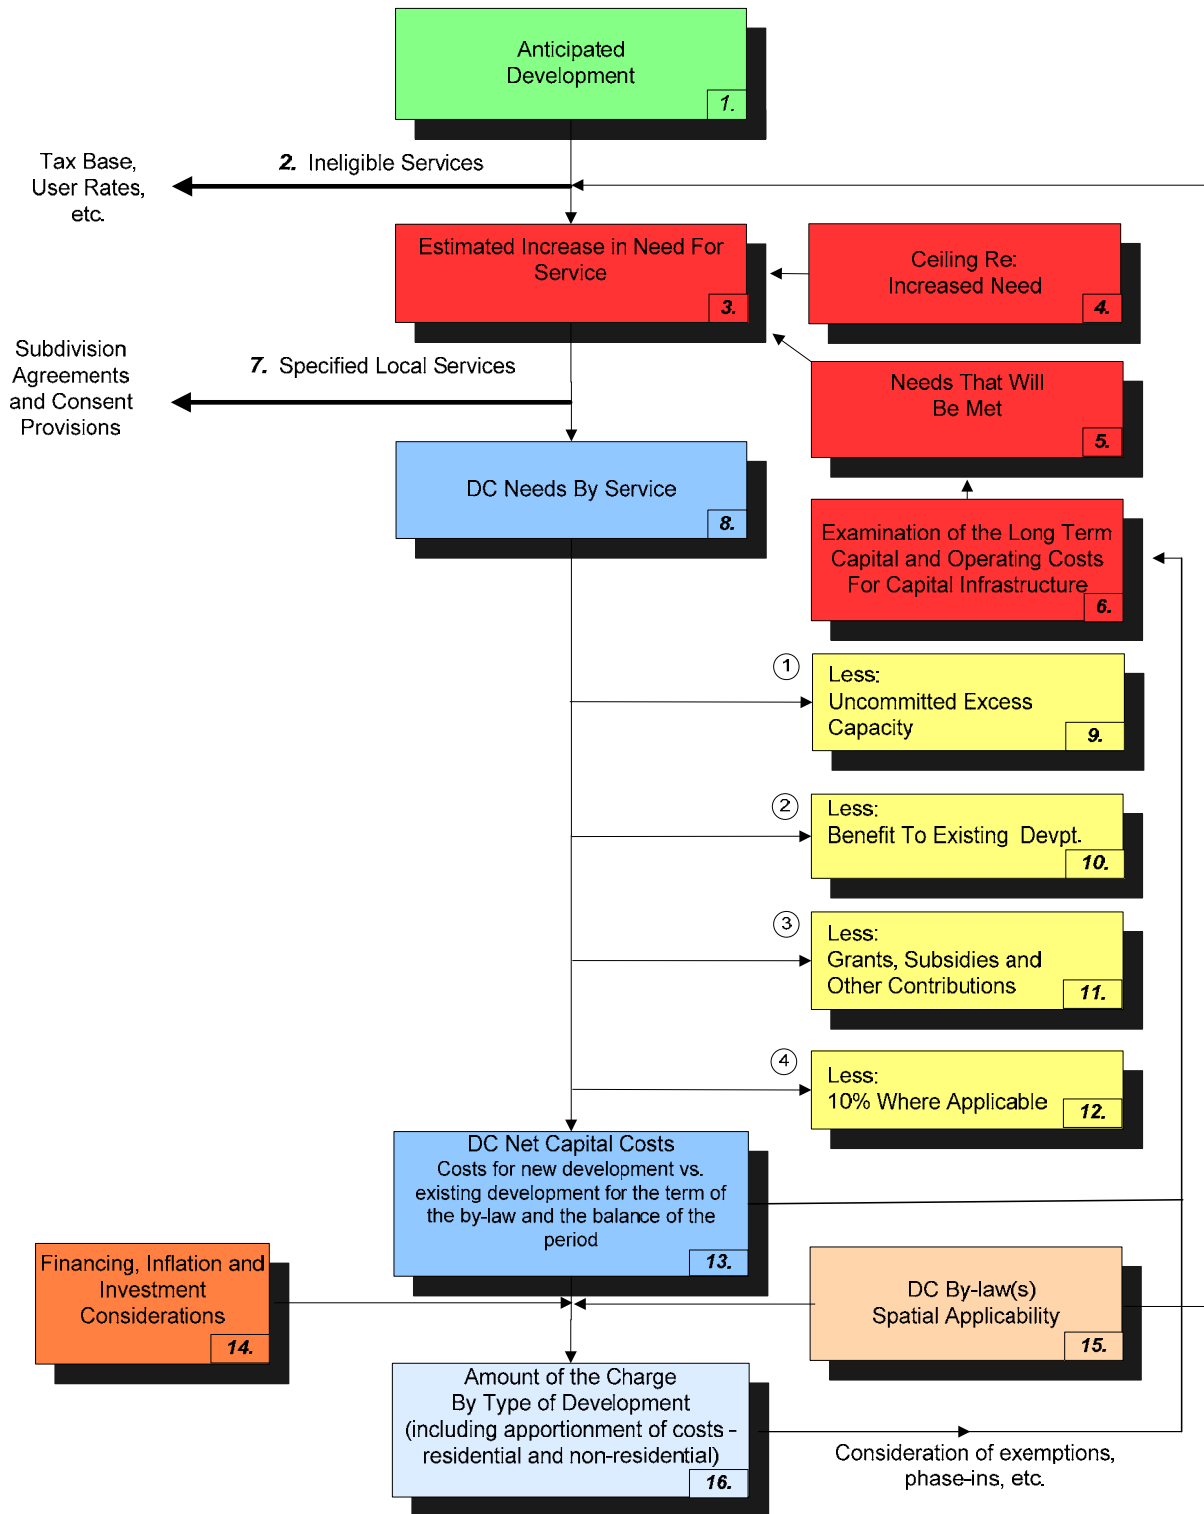 Anticipated
Development
1.
Tax Base,
User Rates,
etc.
2. Ineligible Services
Estimated Increase in Need For
Service
3.
Ceiling Re:
Increased Need
4.
Subdivision
Agreements
and Consent
Provisions
7. Specified Local Services
Needs That Will
Be Met
5.
DC Needs By Service
8.
Examination of the Long Term
Capital and Operating Costs
For Capital Infrastructure
6.
1
Less:
Uncommitted Excess
Capacity
9.
2
Less:
Benefit To Existing Devpt.
10.
3
Less:
Grants, Subsidies and
Other Contributions
11.
4
Less:
10% Where Applicable
12.
DC Net Capital Costs
Costs for new development vs.
existing development for the term of
the by-law and the balance of the
period
13.
Financing, Inflation and
Investment
Considerations
14.
DC By-law(s)
Spatial Applicability
15.
Amount of the Charge
By Type of Development
(including apportionment of costs -
residential and non-residential)
16.
Consideration of exemptions,
phase-ins, etc.